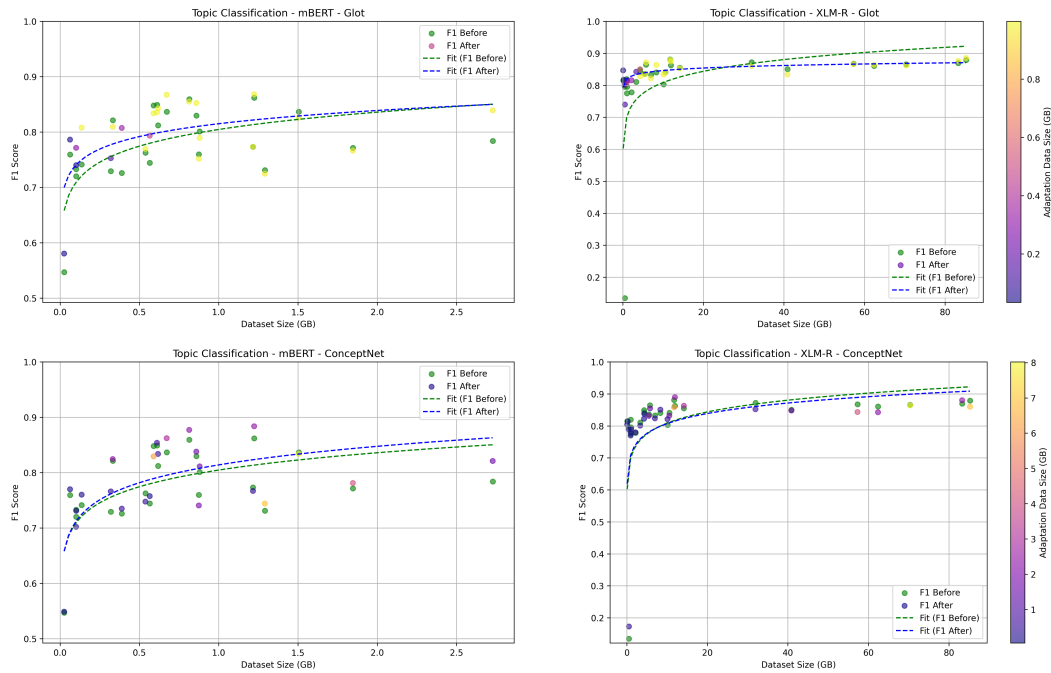 Topic Classification - mBERT - Glot
F1 Score
1.0
0.9
0.8
0.7
0.6
0.5
0.0
0.5
1.0
1.5
2.0
2.5
Dataset Size (GB)
F1 Before
F1 After
Fit (F1 Before)
Fit (F1 After)
Topic Classification - XLM-R - Glot
F1 Score
1.0
0.9
0.8
0.7
0.6
0.5
0.4
0.3
0.2
0
20
40
60
80
Dataset Size (GB)
F1 Before
F1 After
Fit (F1 Before)
Fit (F1 After)
0.8
0.6
0.4
0.2
Adaptation Data Size (GB)
Topic Classification - mBERT - ConceptNet
F1 Score
1.0
0.9
0.8
0.7
0.6
0.5
0.0
0.5
1.0
1.5
2.0
2.5
Dataset Size (GB)
F1 Before
F1 After
Fit (F1 Before)
Fit (F1 After)
Topic Classification - XLM-R - ConceptNet
F1 Score
1.0
0.9
0.8
0.7
0.6
0.5
0.4
0.3
0.2
0
20
40
60
80
Dataset Size (GB)
F1 Before
F1 After
Fit (F1 Before)
Fit (F1 After)
8
7
6
5
4
3
2
1
Adaptation Data Size (GB)